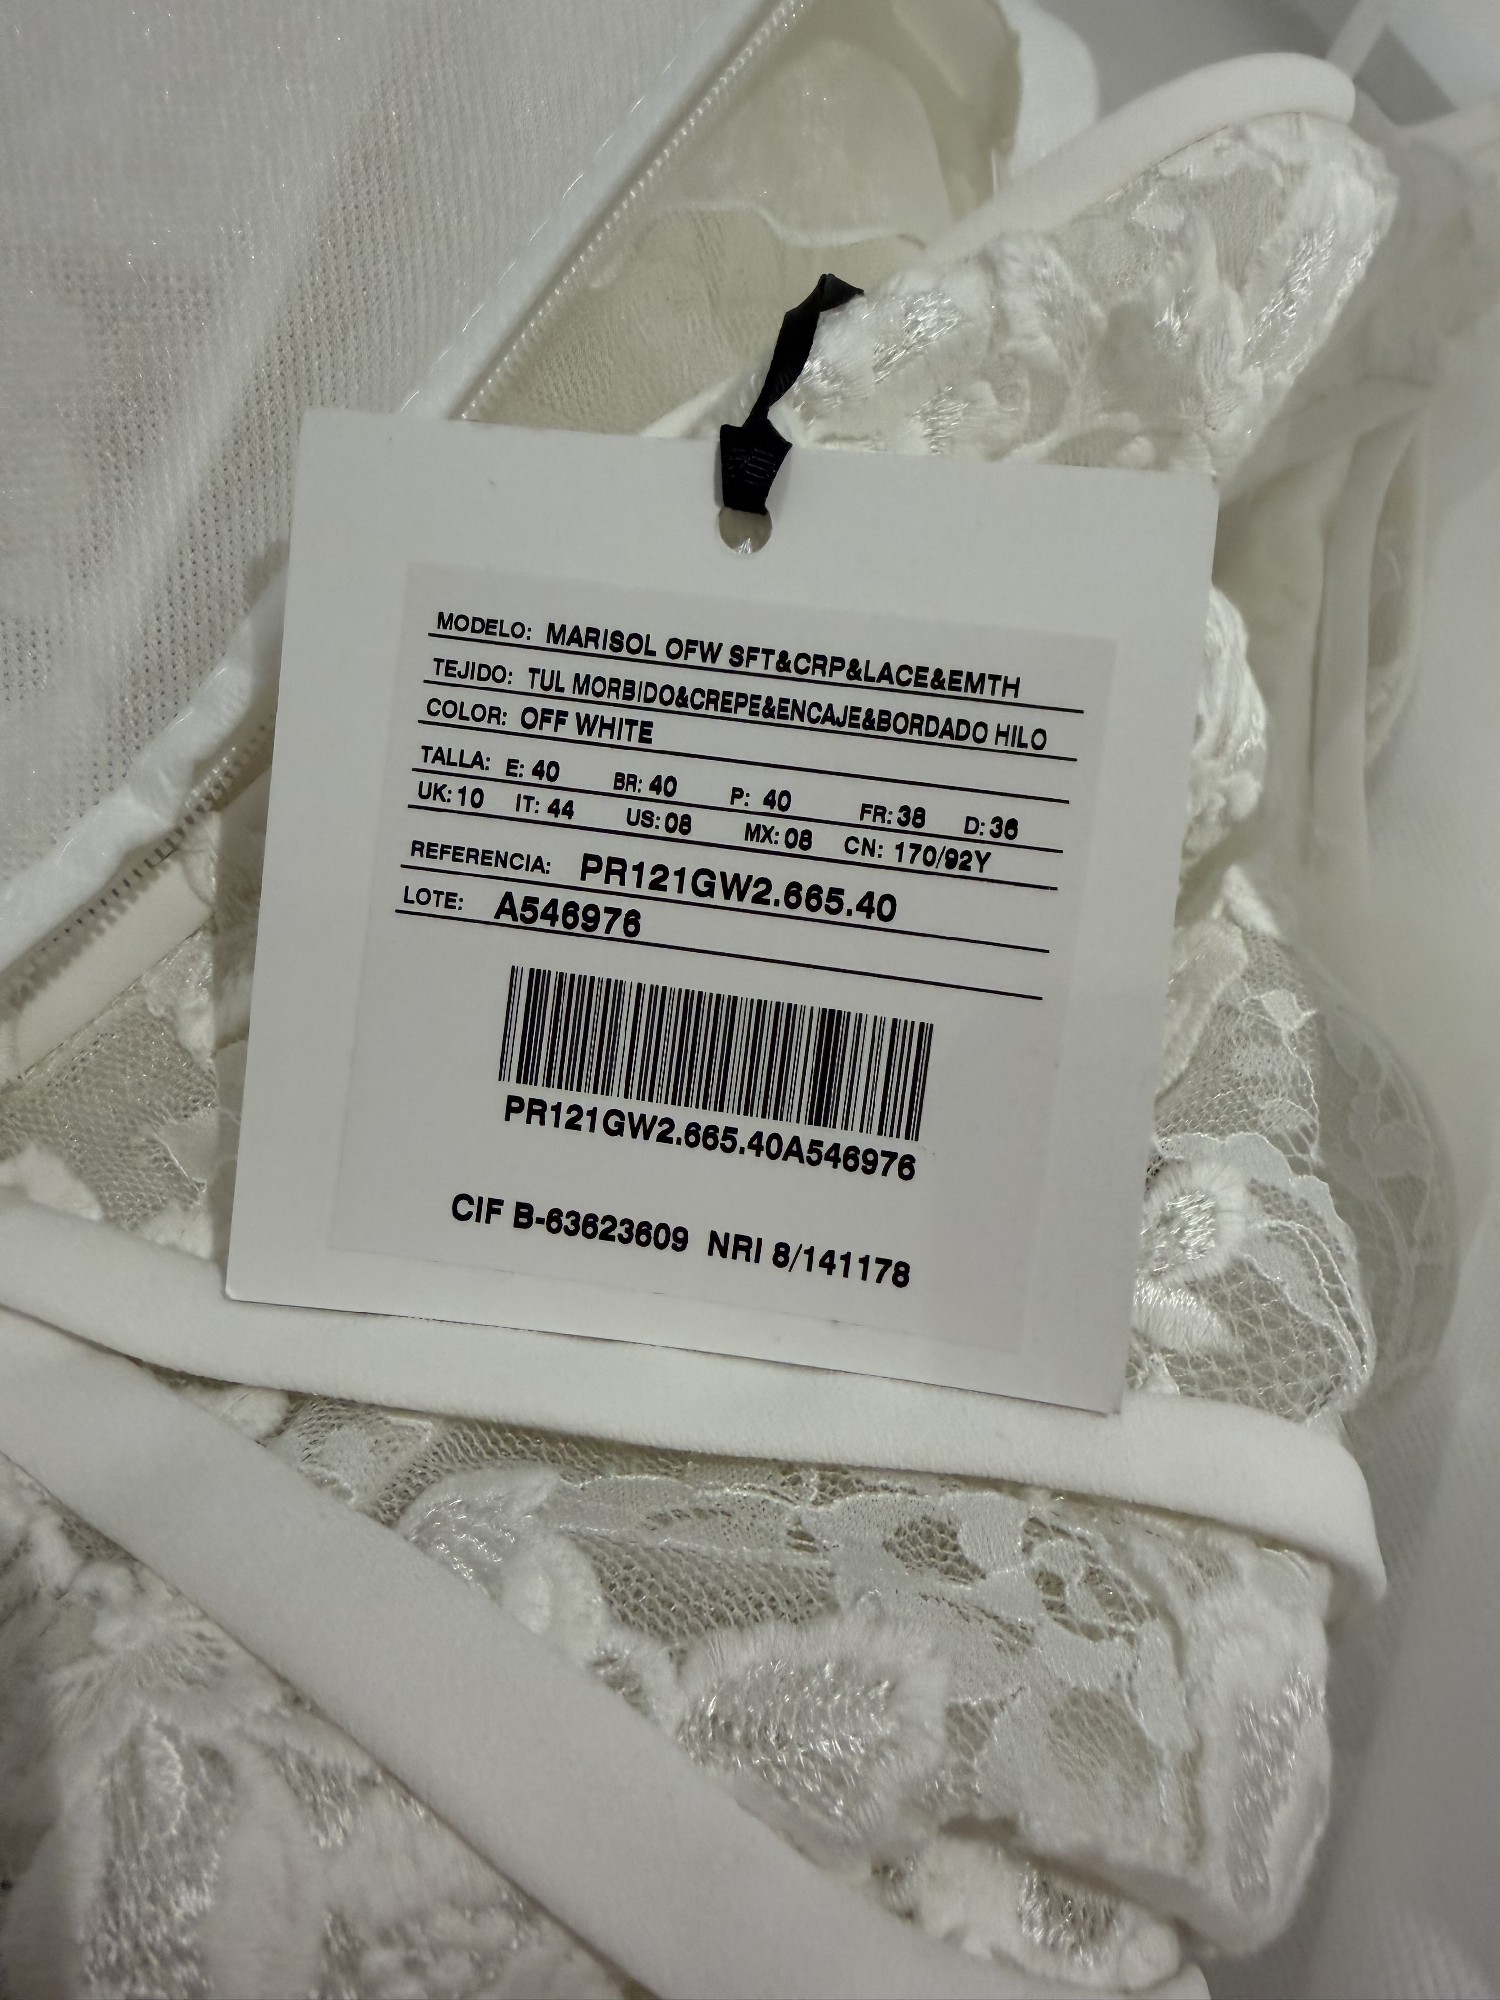 MODELO: MARISOL OFW SFT&CRP&LACE&EMTH
TEJIDO: TUL MORBIDO&CREPE&ENCAJE&BORDADO HILO
COLOR: OFF WHITE
TALLA: E: 40 BR: 40 P: 40 FR: 38 D: 36
UK: 10 IT: 44 US: 08 MX: 08 CN: 170/92Y
REFERENCIA: PR121GW2.665.40
LOTE: A546976
PR121GW2.665.40A546976
CIF B-63623609 NRI 8/141178